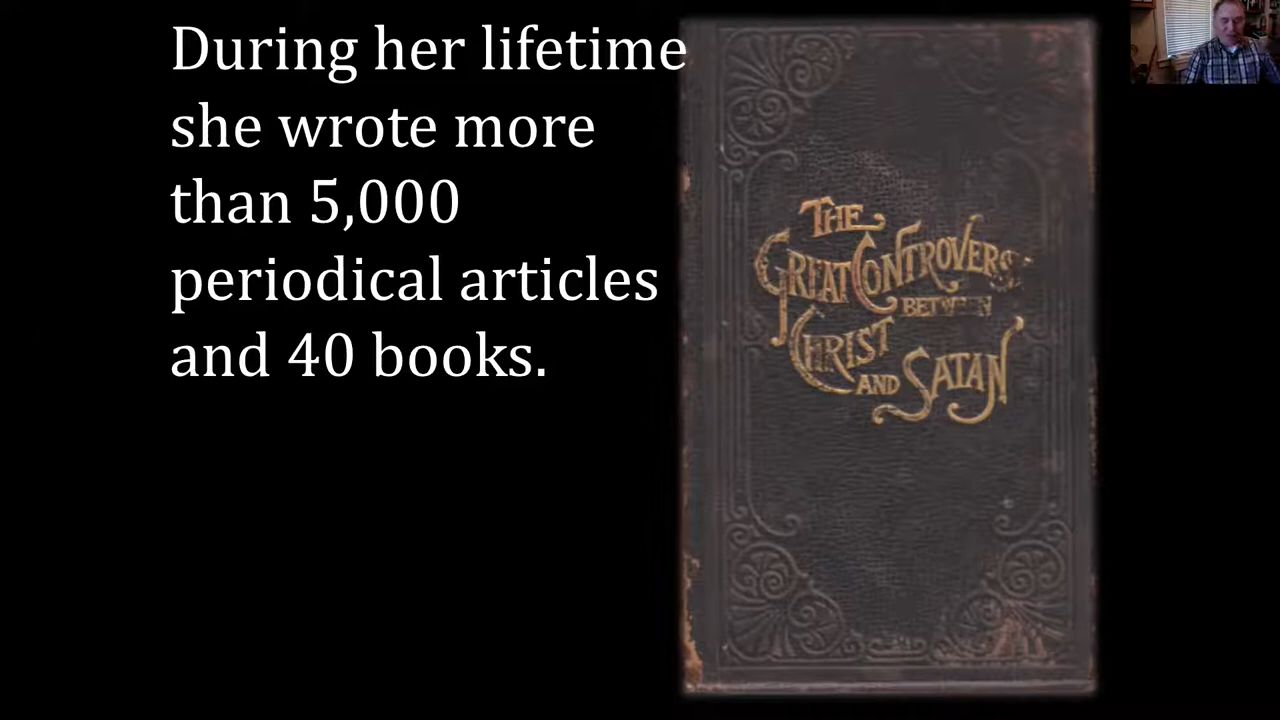 During her lifetime
she wrote more
than 5,000
periodical articles
and 40 books.
THE
GREAT CONTROVERSY
BETWEEN
CHRIST
AND SATAN